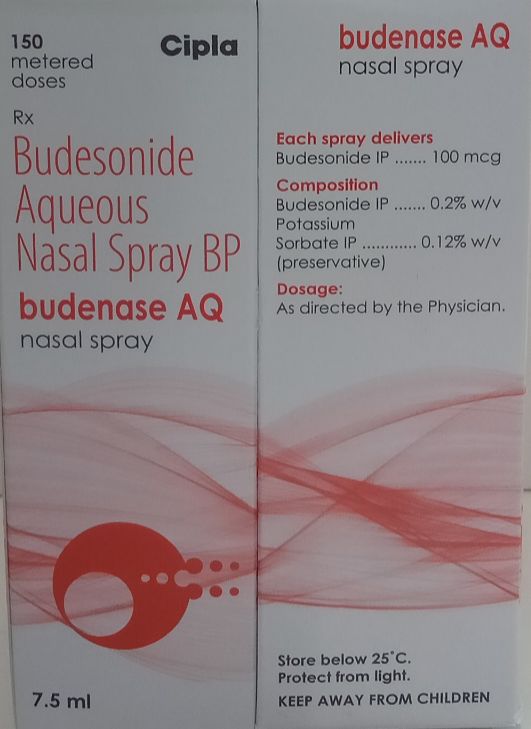 150
metered
doses
Cipla
Rx
Budesonide
Aqueous
Nasal Spray BP
budenase AQ
nasal spray
7.5 ml
budenase AQ
nasal spray
Each spray delivers
Budesonide IP ....... 100 mcg
Composition
Budesonide IP ....... 0.2% w/v
Potassium
Sorbate IP ............ 0.12% w/v
(preservative)
Dosage:
As directed by the Physician.
Store below 25°C.
Protect from light.
KEEP AWAY FROM CHILDREN